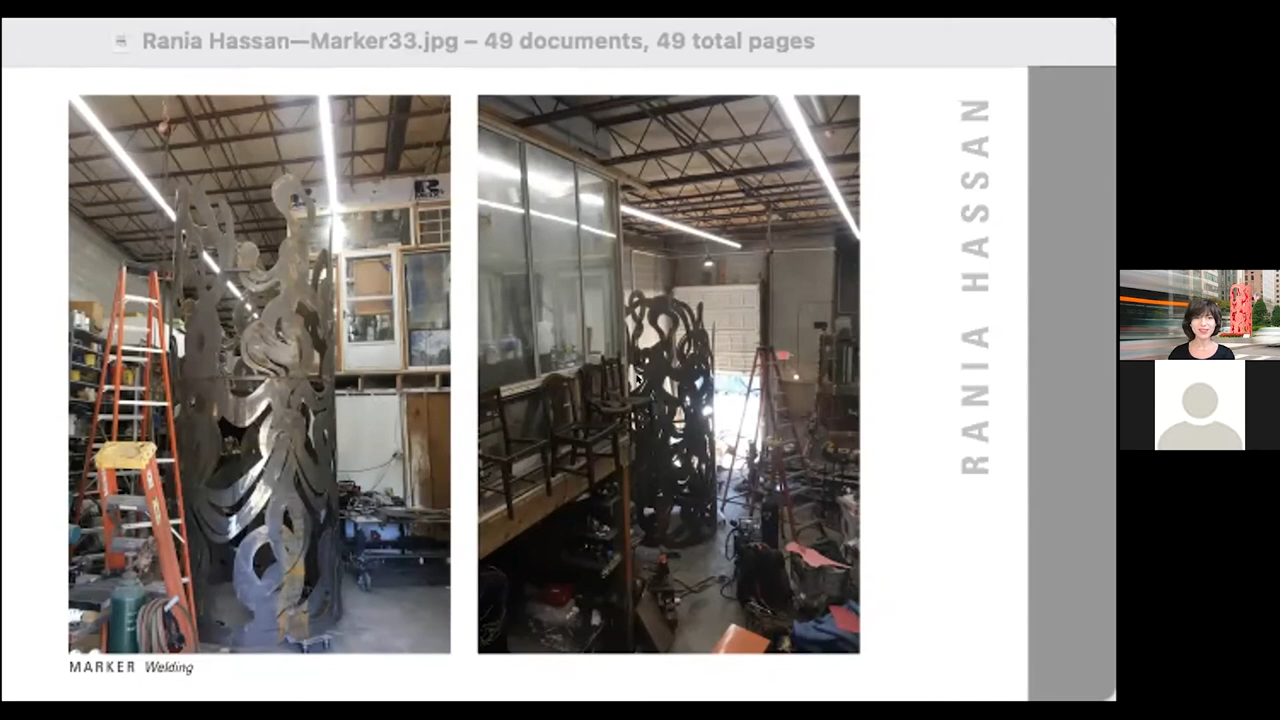 Rania Hassan—Marker33.jpg – 49 documents, 49 total pages
RANIA HASSAN
MARKER Welding